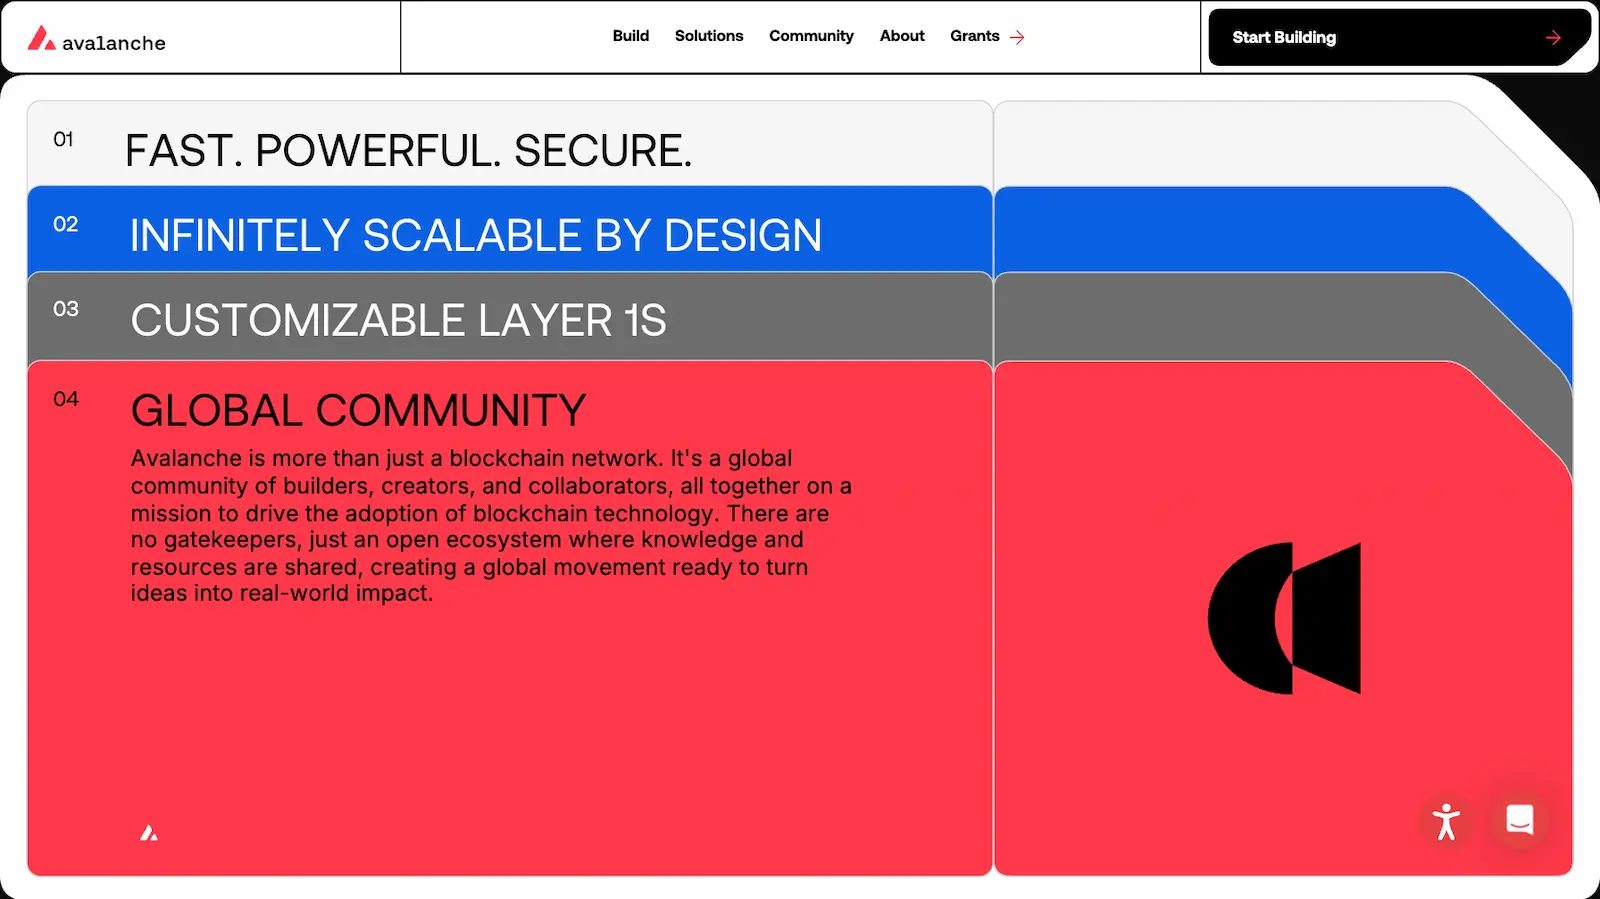 avalanche
Build
Solutions
Community
About
Grants
Start Building
01
FAST. POWERFUL. SECURE.
02
INFINITELY SCALABLE BY DESIGN
03
CUSTOMIZABLE LAYER 1S
04
GLOBAL COMMUNITY
Avalanche is more than just a blockchain network. It's a global
community of builders, creators, and collaborators, all together on a
mission to drive the adoption of blockchain technology. There are
no gatekeepers, just an open ecosystem where knowledge and
resources are shared, creating a global movement ready to turn
ideas into real-world impact.